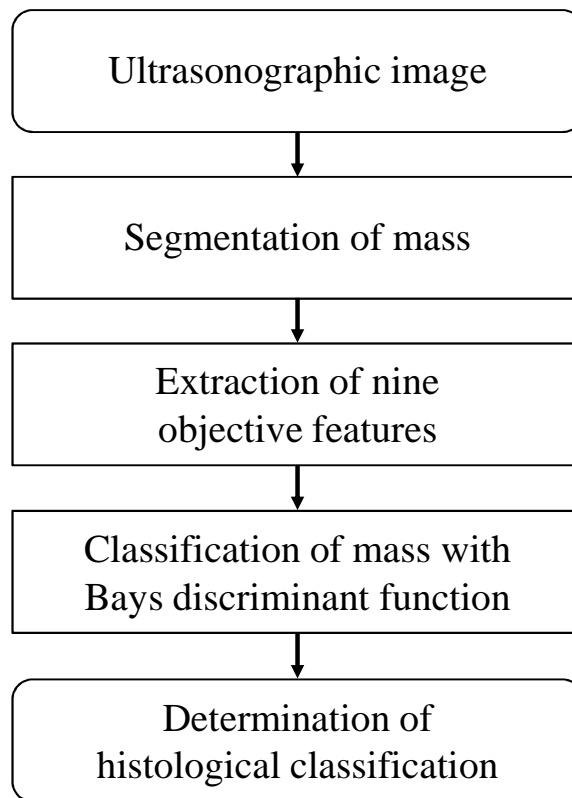 Ultrasonographic image
Segmentation of mass
Extraction of nine
objective features
Classification of mass with
Bays discriminant function
Determination of
histological classification